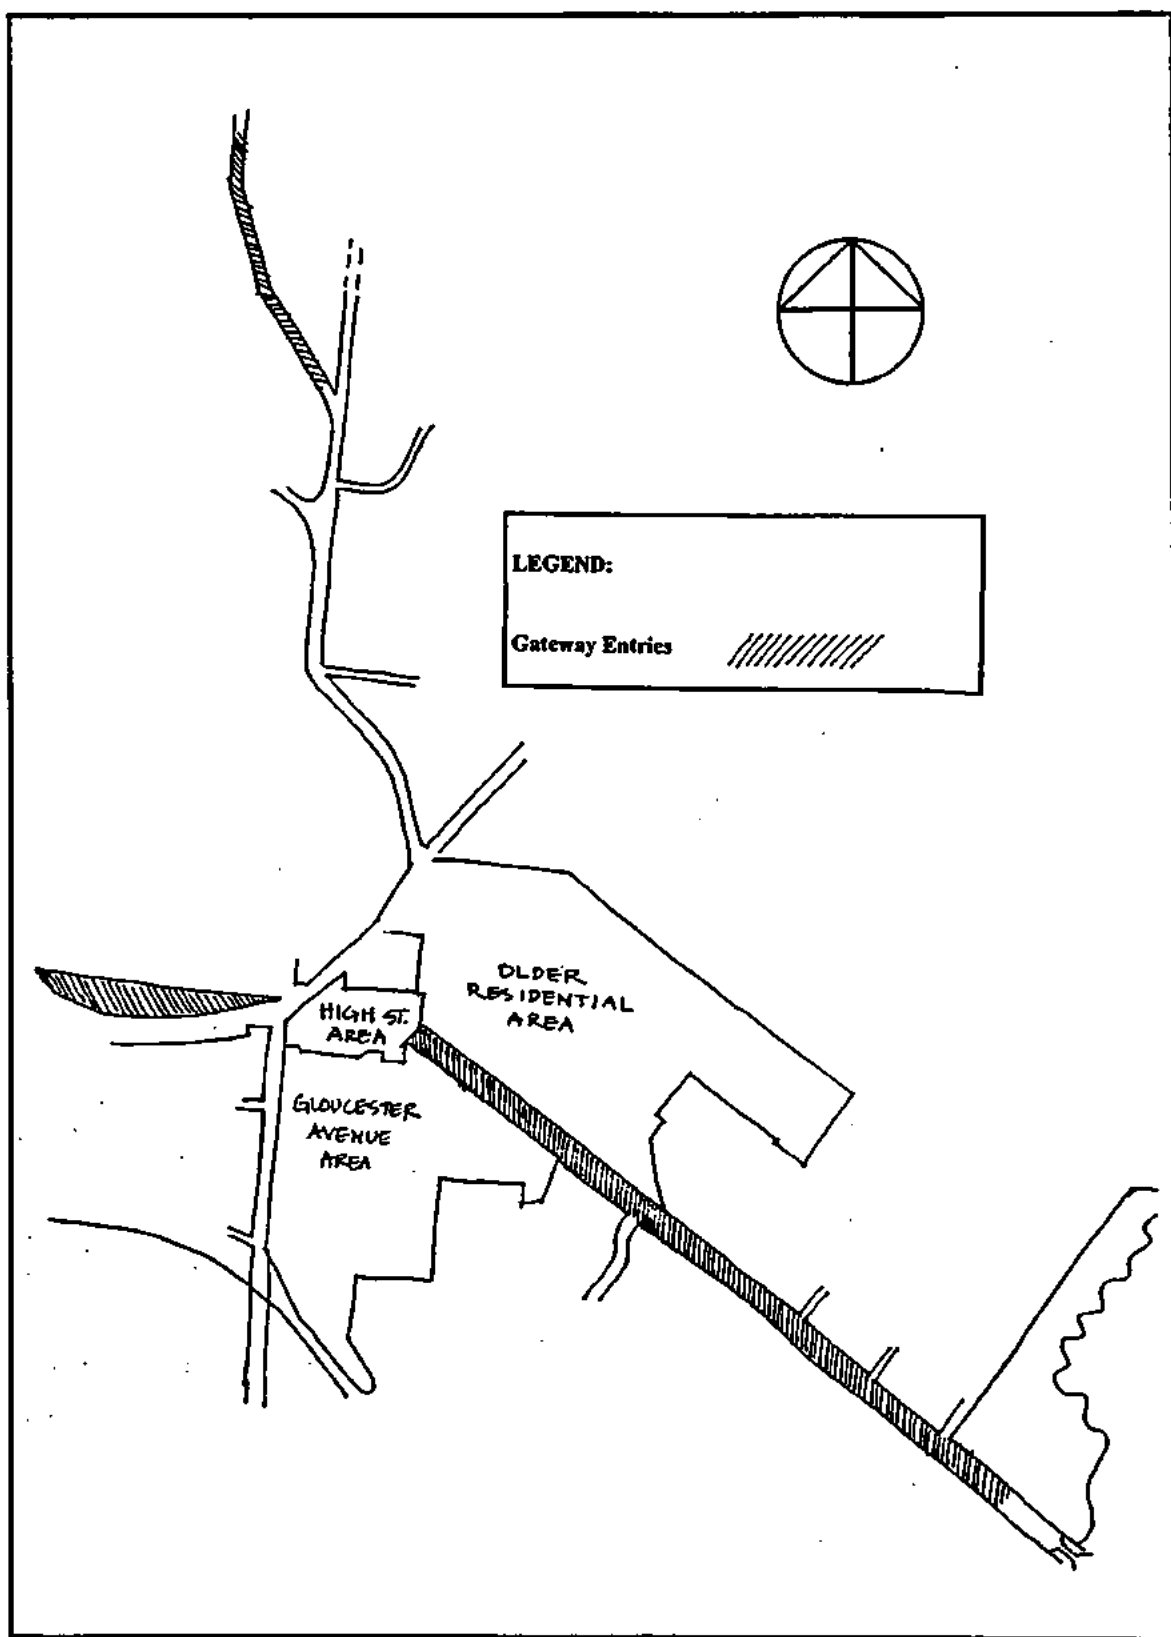 LEGEND:
Gateway Entries
OLDER
RESIDENTIAL
AREA
HIGH ST.
AREA
GLOUCESTER
AVENUE
AREA